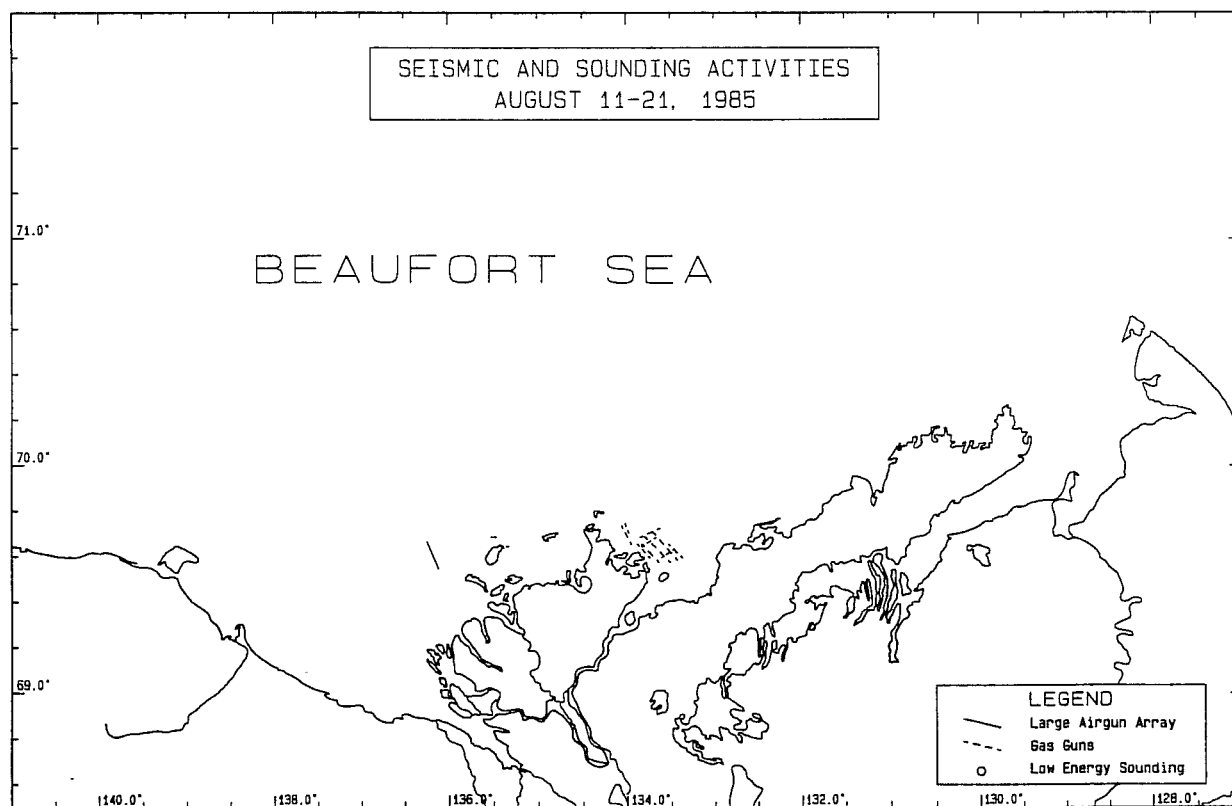 SEISMIC AND SOUNDING ACTIVITIES
AUGUST 11-21, 1985
71.0°
BEAUFORT SEA
70.0°
69.0°
LEGEND
Large Airgun Array
Gas Guns
Low Energy Sounding
140.0° 138.0° 136.0° 134.0° 132.0° 130.0° 128.0°